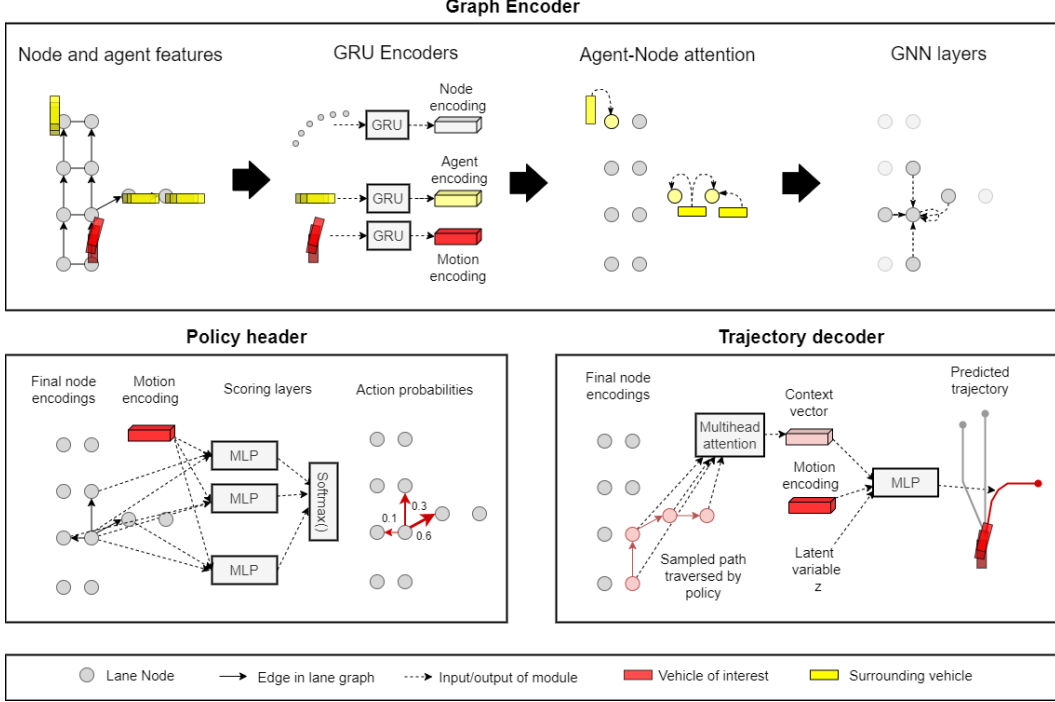 Graph Encoder
Node and agent features
GRU Encoders
Agent-Node attention
GNN layers
Node
encoding
GRU
Agent
encoding
GRU
GRU
Motion
encoding
Policy header
Final node
encodings
Motion
encoding
Scoring layers
Action probabilities
MLP
MLP
MLP
Softmax()
0.3
0.1
0.6
Trajectory decoder
Final node
encodings
Multihead
attention
Context
vector
Predicted
trajectory
Motion
encoding
MLP
Sampled path
traversed by
policy
Latent
variable
z
Lane Node
Edge in lane graph
Input/output of module
Vehicle of interest
Surrounding vehicle